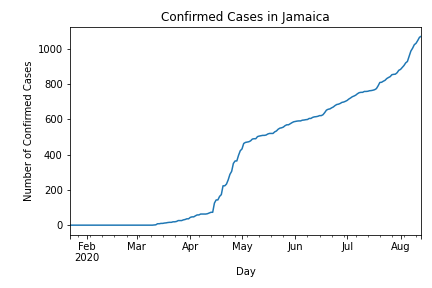 Confirmed Cases in Jamaica
Number of Confirmed Cases
1000
800
600
400
200
0
Feb Mar Apr May Jun Jul Aug
2020
Day